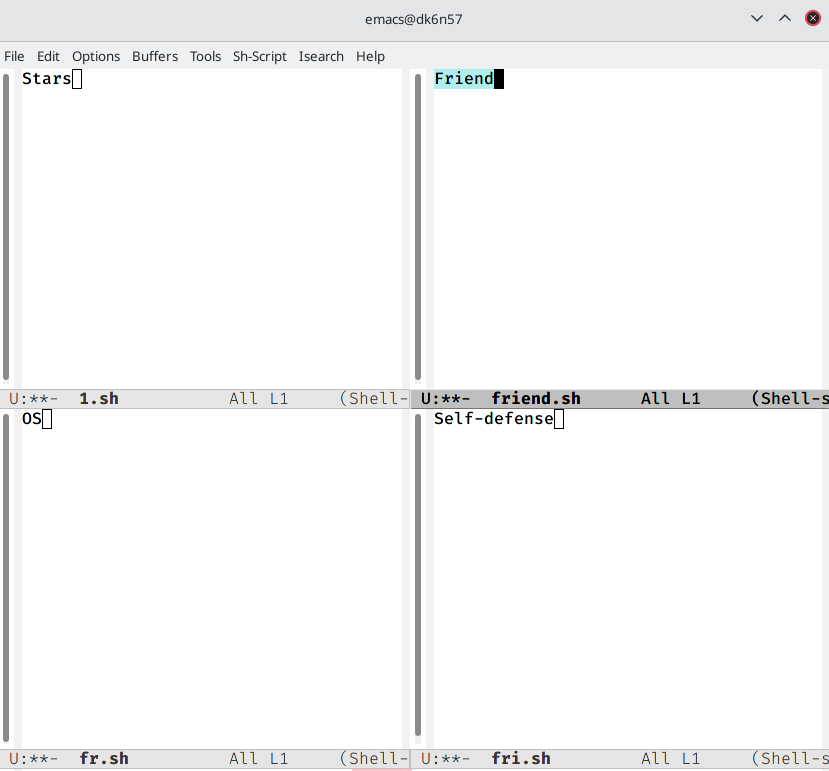 emacs@dk6n57
File Edit Options Buffers Tools Sh-Script Isearch Help
Stars
Friend
U:**- 1.sh All L1 (Shell-
U:**- friend.sh All L1 (Shell-s
OS
Self-defense
U:**- fr.sh All L1 (Shell-
U:**- fri.sh All L1 (Shell-s